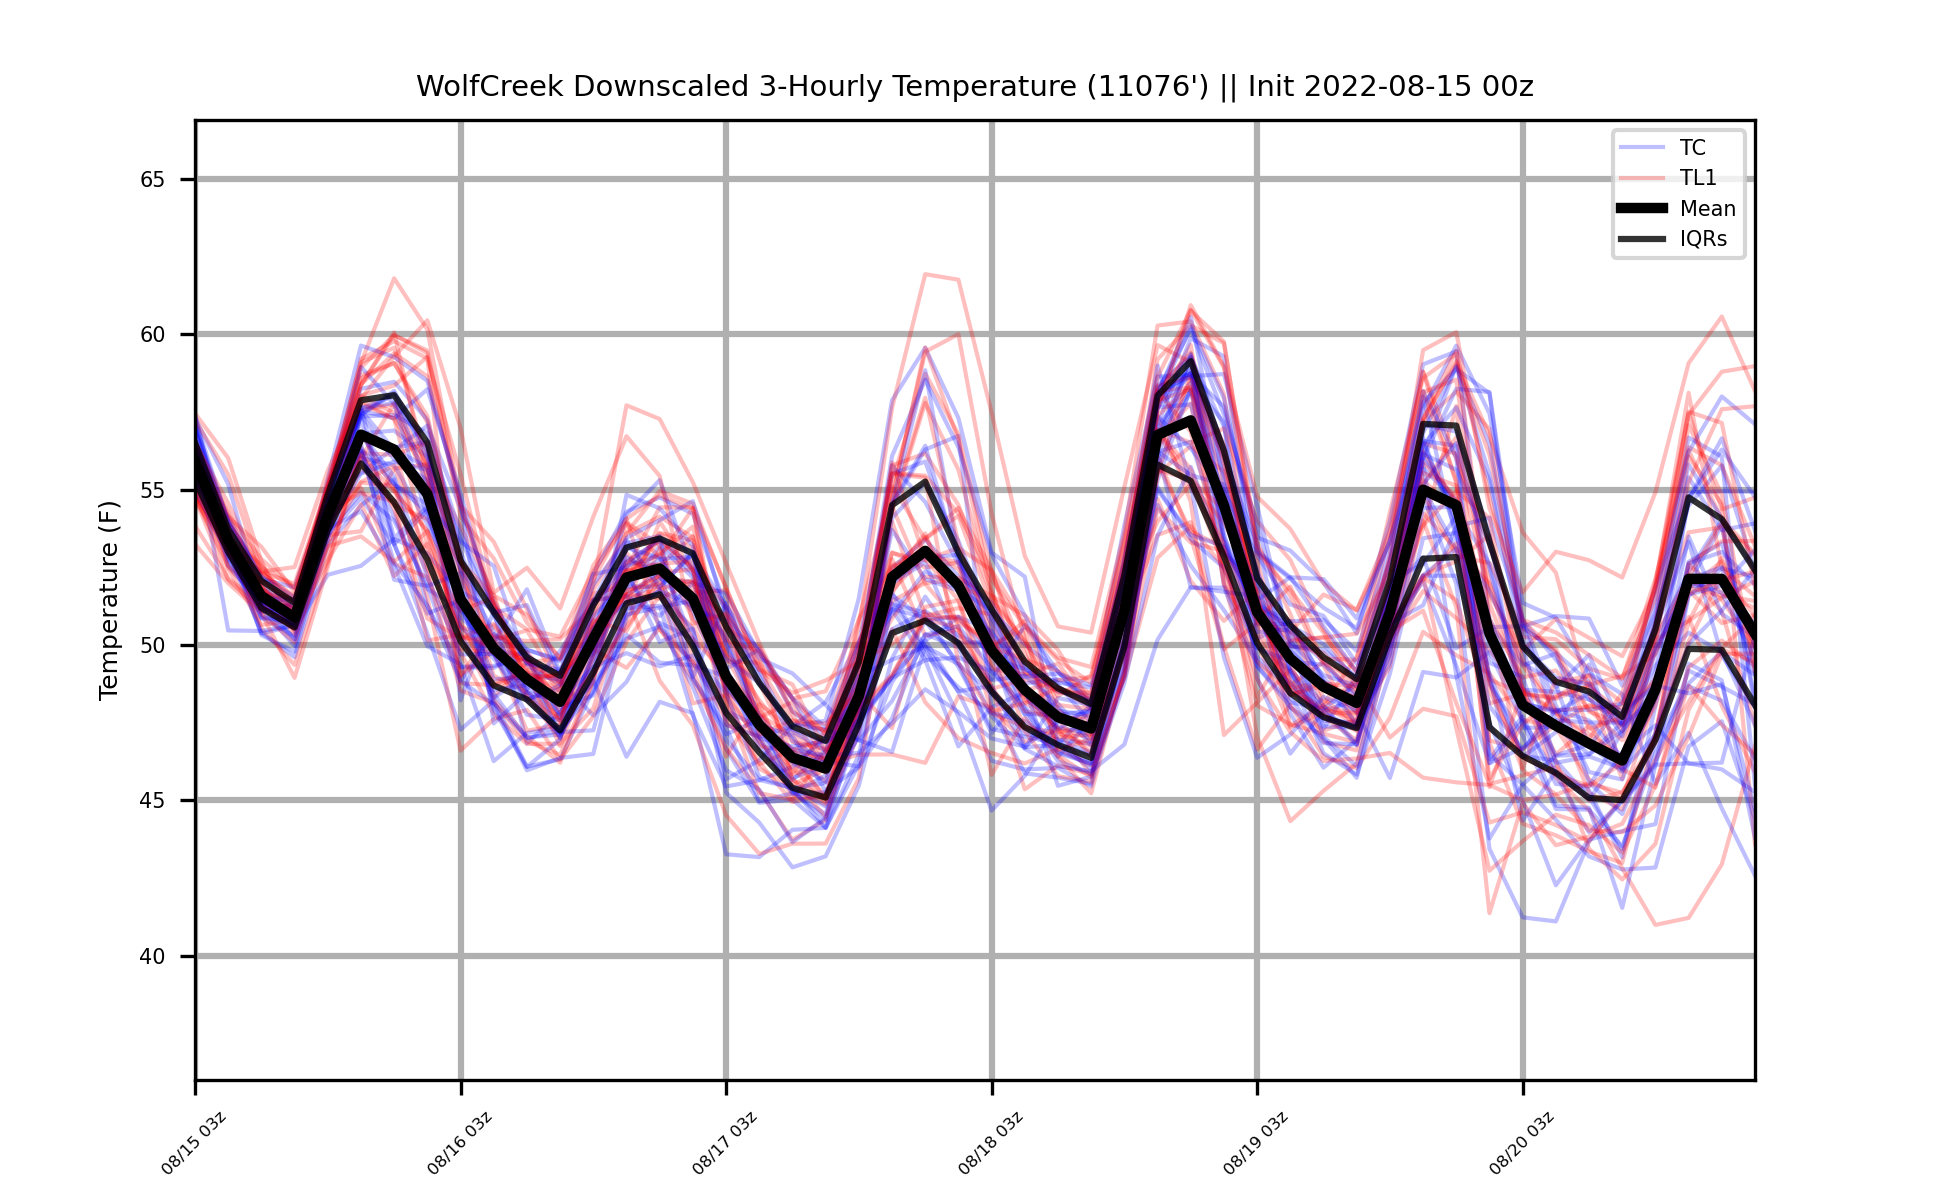 WolfCreek Downscaled 3-Hourly Temperature (11076') || Init 2022-08-15 00z
TC
TL1
Mean
IQRs
Temperature (F)
65
60
55
50
45
40
08/15 03z
08/16 03z
08/17 03z
08/18 03z
08/19 03z
08/20 03z